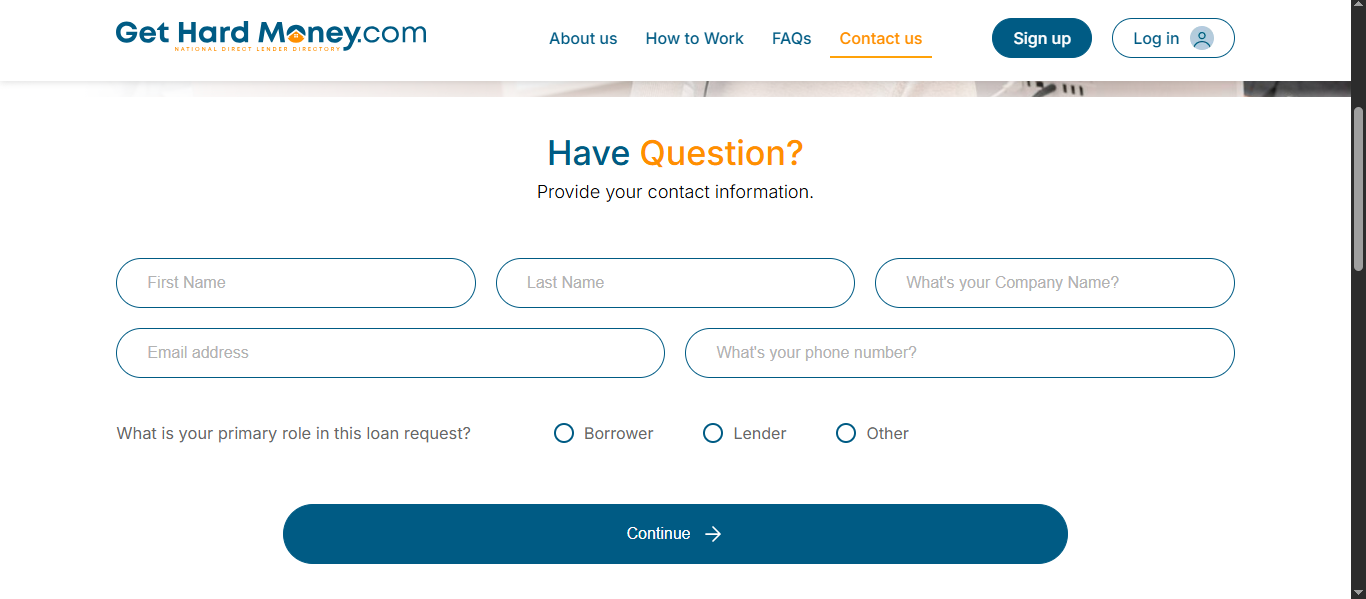 Get Hard Money.com
NATIONAL DIRECT LENDER DIRECTORY
About us
How to Work
FAQs
Contact us
Sign up
Log in
Have Question?
Provide your contact information.
First Name
Last Name
What's your Company Name?
Email address
What's your phone number?
What is your primary role in this loan request?
Borrower
Lender
Other
Continue